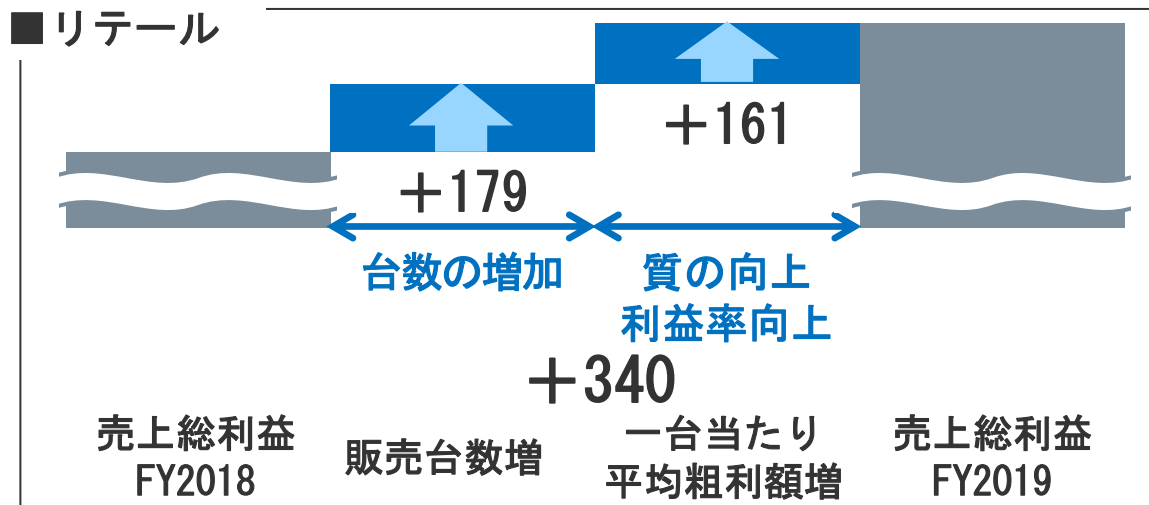 ■リテール
+161
+179
台数の増加
質の向上
利益率向上
+340
売上総利益
FY2018
販売台数増
一台当たり
平均粗利額増
売上総利益
FY2019